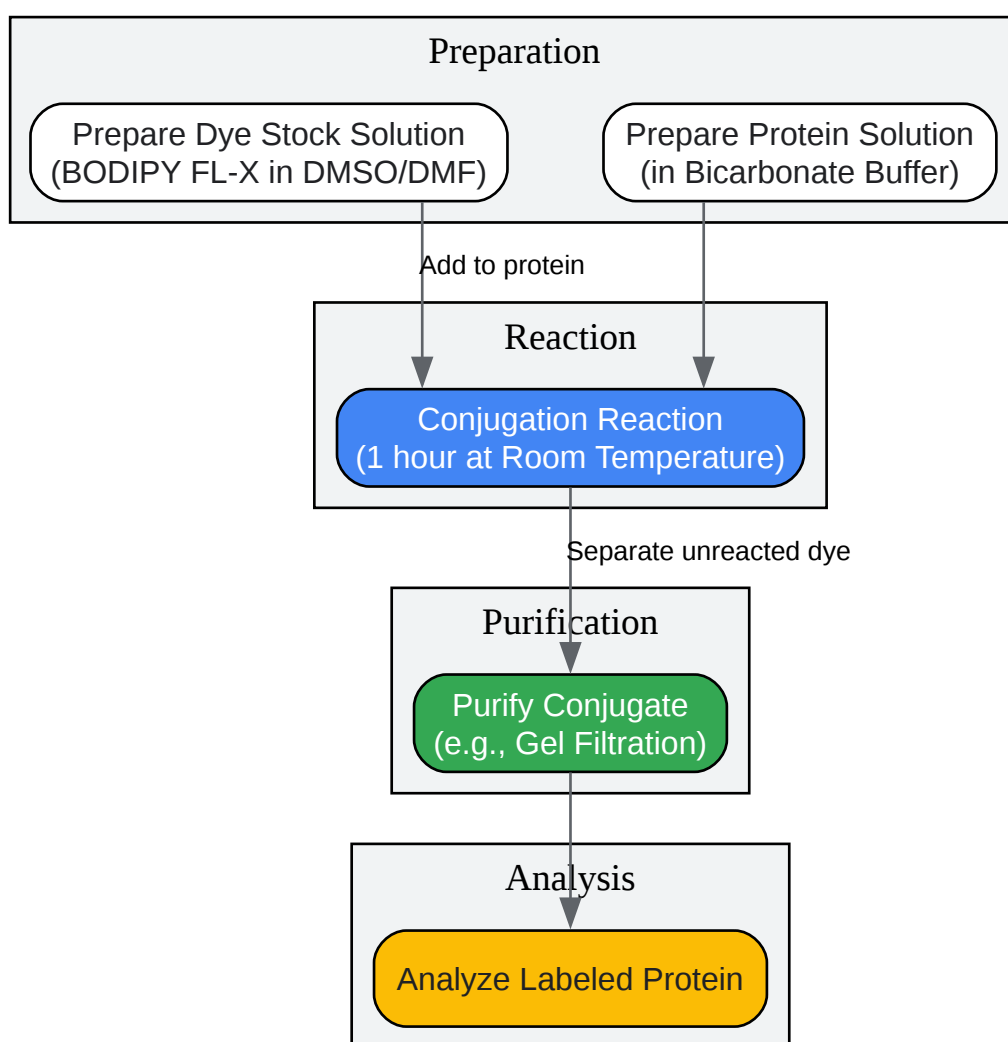 Preparation
Prepare Dye Stock Solution
(BODIPY FL-X in DMSO/DMF)
Prepare Protein Solution
(in Bicarbonate Buffer)
Add to protein
Reaction
Conjugation Reaction
(1 hour at Room Temperature)
Separate unreacted dye
Purification
Purify Conjugate
(e.g., Gel Filtration)
Analysis
Analyze Labeled Protein